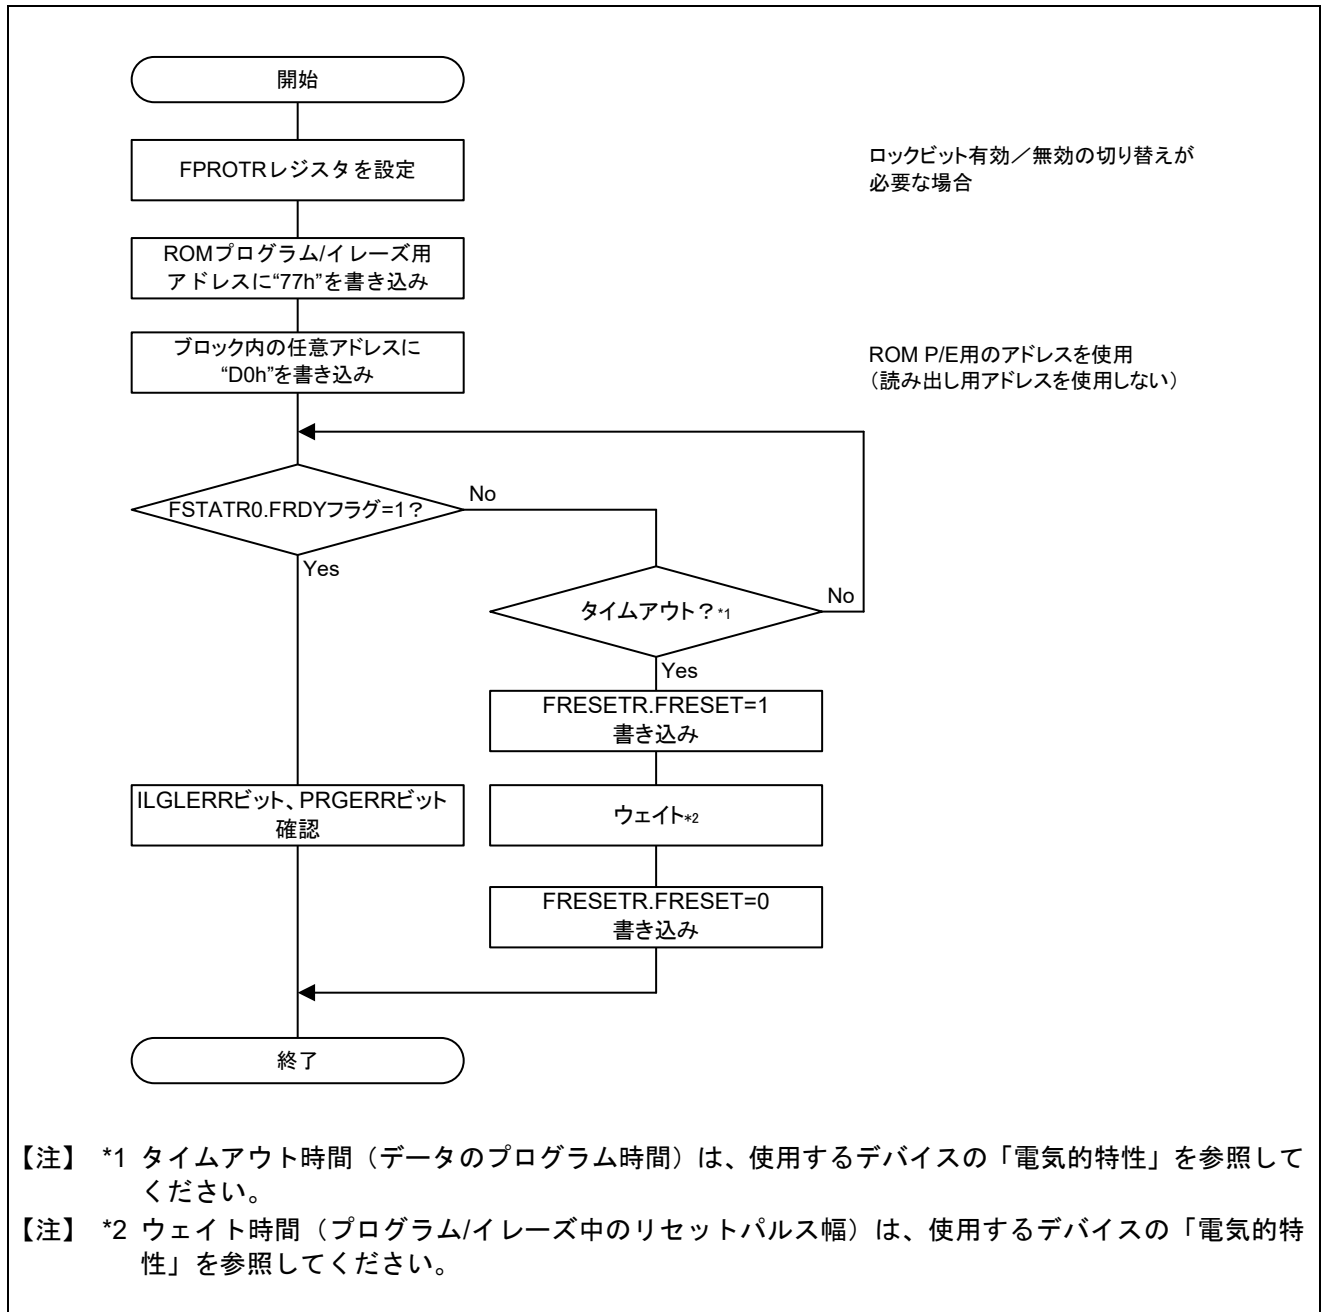 開始
FPROTRレジスタを設定
ロックビット有効／無効の切り替えが
必要な場合
ROMプログラム/イレーズ用
アドレスに“77h”を書き込み
ブロック内の任意アドレスに
“D0h”を書き込み
ROM P/E用のアドレスを使用
（読み出し用アドレスを使用しない）
FSTATR0.FRDYフラグ=1？
No
Yes
タイムアウト？*1
No
Yes
FRESETR.FRESET=1
書き込み
ILGLERRビット、PRGERRビット
確認
ウェイト*2
FRESETR.FRESET=0
書き込み
終了
【注】 *1 タイムアウト時間（データのプログラム時間）は、使用するデバイスの「電気的特性」を参照して
ください。
【注】 *2 ウェイト時間（プログラム/イレーズ中のリセットパルス幅）は、使用するデバイスの「電気的特
性」を参照してください。